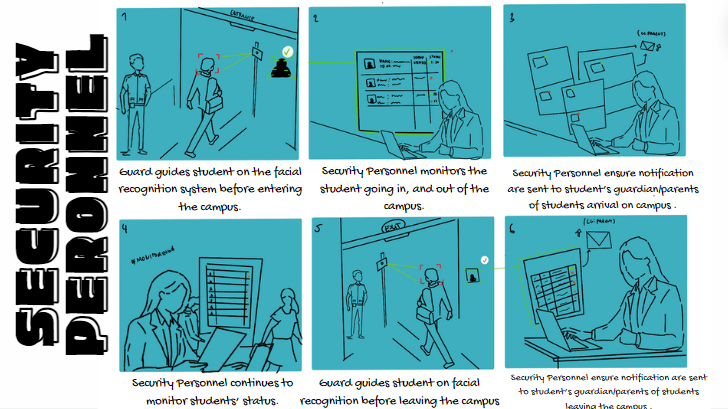 SECURITY
PERONNEL
1
ENTRANCE
Guard guides student on the facial
recognition system before entering
the campus.
2
Security Personnel monitors the
student going in, and out of the
campus.
3
(CO: PARENT)
Security Personnel ensure notification
are sent to student's guardian/parents
of students arrival on campus .
4
Security Personnel continues to
monitor students' status.
5
EXIT
Guard guides student on facial
recognition before leaving the campus
6
(CO: PARENT)
Security Personnel ensure notification are sent
to student's guardian/parents of students
leaving the campus .